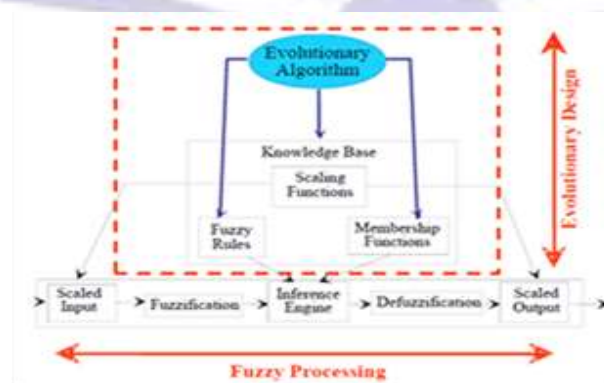 Evolutionary
Algorithm
Knowledge Base
Scaling
Functions
Fuzzy
Rules
Membership
Functions
Evolutionary Design
Scaled
Input
Fuzzification
Inference
Engine
Defuzzification
Scaled
Output
Fuzzy Processing